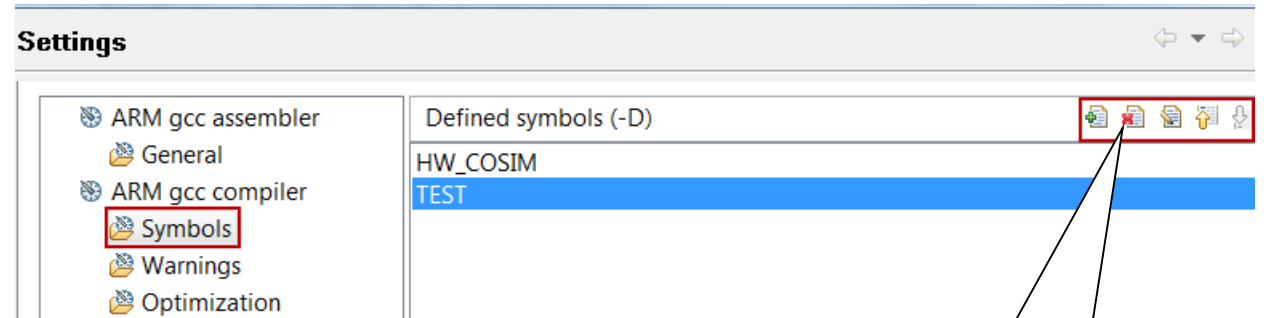 Settings
ARM gcc assembler
General
ARM gcc compiler
Symbols
Warnings
Optimization
Defined symbols (-D)
HW_COSIM
TEST